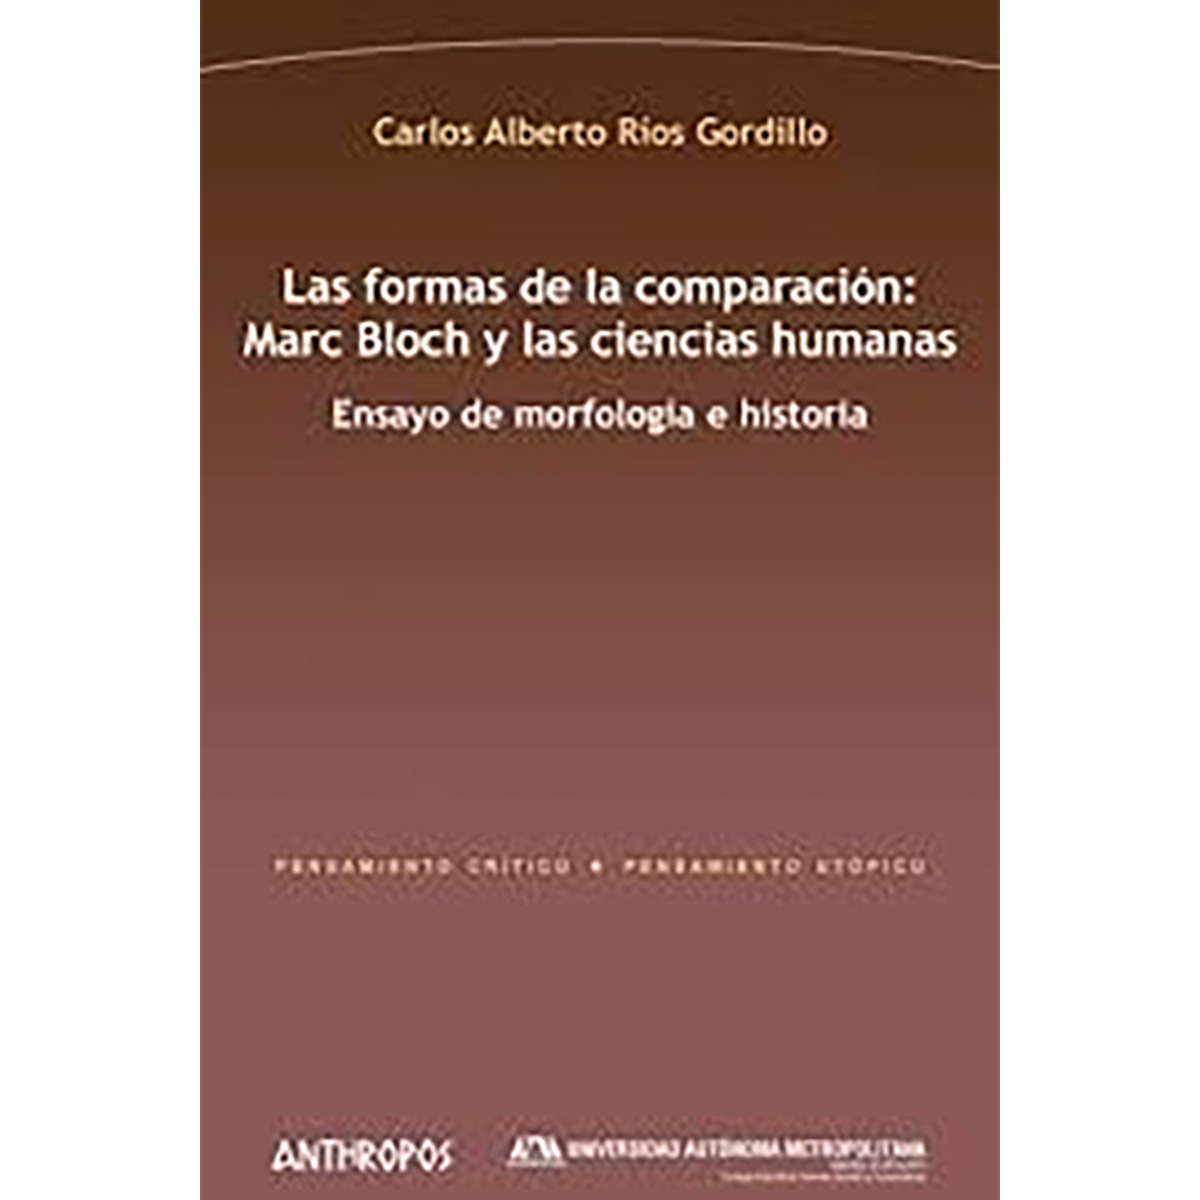 Carlos Alberto Ríos Gordillo
Las formas de la comparación:
Marc Bloch y las ciencias humanas
Ensayo de morfología e historia
PENSAMIENTO CRÍTICO ♦ PENSAMIENTO UTÓPICO
ANTHROPOS
UNIVERSIDAD AUTÓNOMA METROPOLITANA